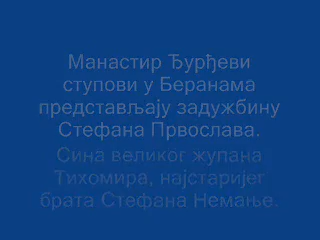 Манастир Ђурђеви
ступови у Беранама
представљају задужбину
Стефана Првослава.
Сина великог жупана
Тихомира, најстаријег
брата Стефана Немање.